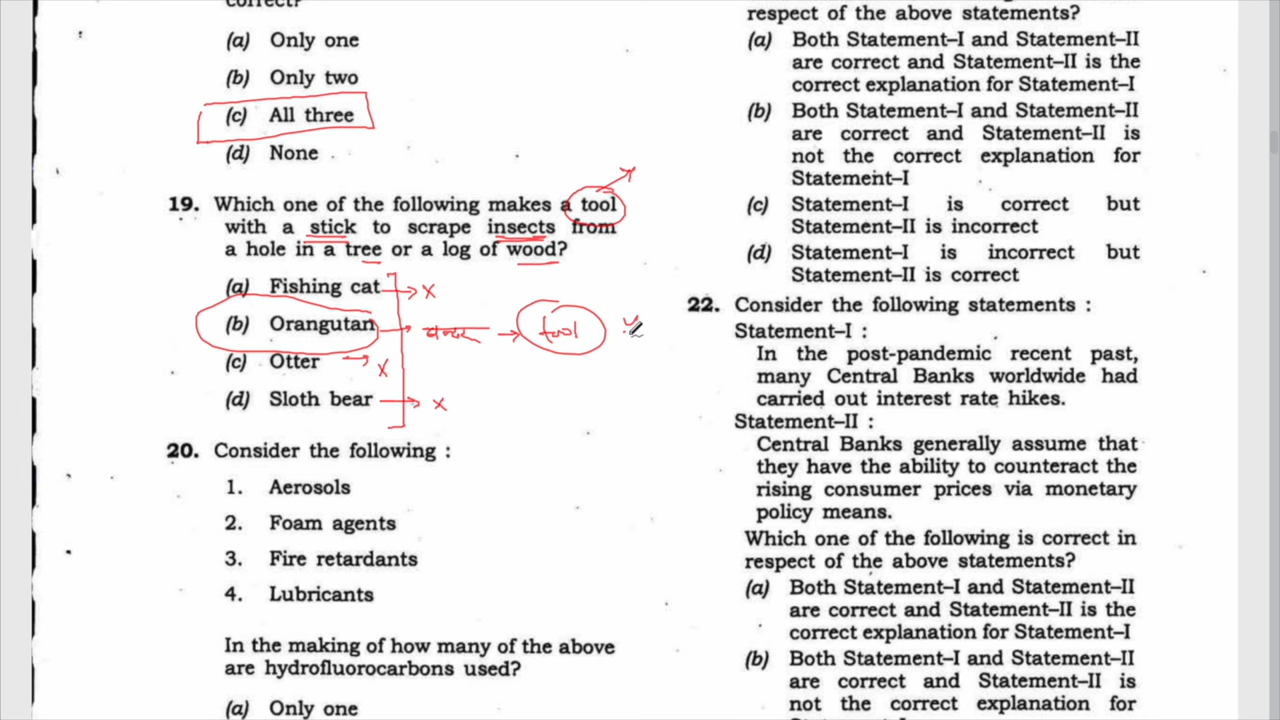 correct?
(a) Only one
(b) Only two
(c) All three
(d) None
19. Which one of the following makes a tool
with a stick to scrape insects from
a hole in a tree or a log of wood?
(a) Fishing cat
x
(b) Orangutan
tool
(c) Otter
x
(d) Sloth bear
x
20. Consider the following :
1. Aerosols
2. Foam agents
3. Fire retardants
4. Lubricants
In the making of how many of the above
are hydrofluorocarbons used?
(a) Only one
respect of the above statements?
(a) Both Statement–I and Statement–II
are correct and Statement–II is the
correct explanation for Statement–I
(b) Both Statement–I and Statement–II
are correct and Statement–II is
not the correct explanation for
Statement–I
(c) Statement–I is correct but
Statement–II is incorrect
(d) Statement–I is incorrect but
Statement–II is correct
22. Consider the following statements :
Statement–I :
In the post-pandemic recent past,
many Central Banks worldwide had
carried out interest rate hikes.
Statement–II :
Central Banks generally assume that
they have the ability to counteract the
rising consumer prices via monetary
policy means.
Which one of the following is correct in
respect of the above statements?
(a) Both Statement–I and Statement–II
are correct and Statement–II is the
correct explanation for Statement–I
(b) Both Statement–I and Statement–II
are correct and Statement–II is
not the correct explanation for